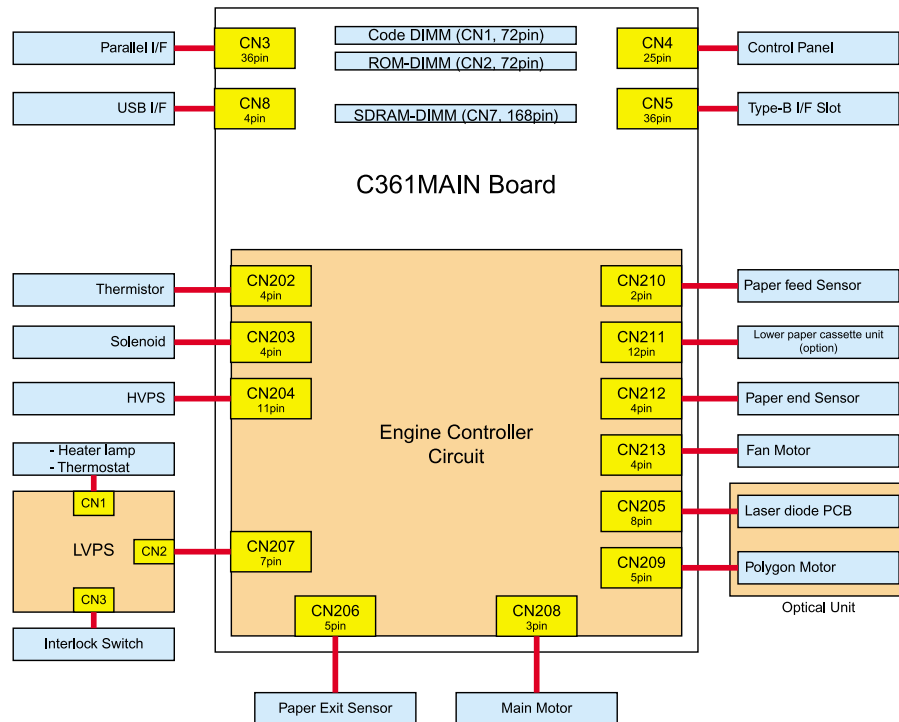 Parallel I/F
CN3
36pin
Code DIMM (CN1, 72pin)
ROM-DIMM (CN2, 72pin)
CN4
25pin
Control Panel
USB I/F
CN8
4pin
SDRAM-DIMM (CN7, 168pin)
CN5
36pin
Type-B I/F Slot
C361MAIN Board
Thermistor
CN202
4pin
CN210
2pin
Paper feed Sensor
Solenoid
CN203
4pin
CN211
12pin
Lower paper cassette unit
(option)
HVPS
CN204
11pin
CN212
4pin
Paper end Sensor
Engine Controller
Circuit
CN213
4pin
Fan Motor
- Heater lamp
- Thermostat
CN1
LVPS
CN2
CN3
CN207
7pin
CN205
8pin
Laser diode PCB
CN209
5pin
Polygon Motor
Optical Unit
Interlock Switch
CN206
5pin
CN208
3pin
Paper Exit Sensor
Main Motor